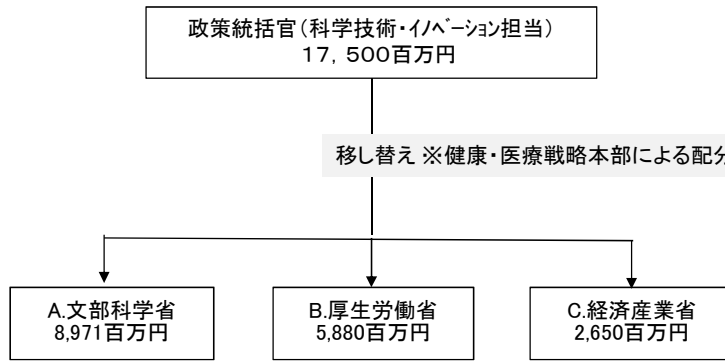 政策統括官（科学技術・ｲﾉﾍﾞｰｼｮﾝ担当）
１７，５００百万円
移し替え ※健康・医療戦略本部による配分
A.文部科学省
8,971百万円
B.厚生労働省
5,880百万円
C.経済産業省
2,650百万円